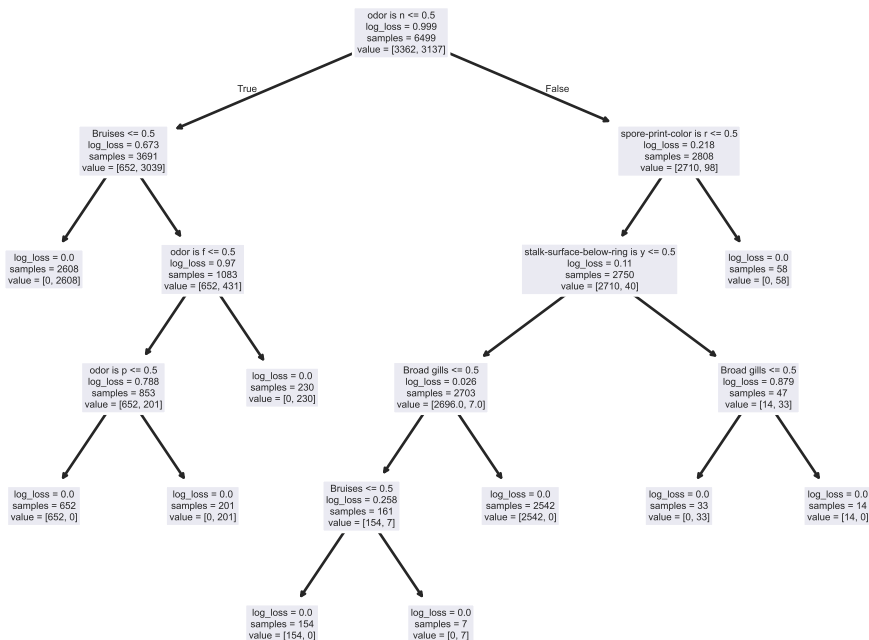 odor is n <= 0.5
log_loss = 0.999
samples = 6499
value = [3362, 3137]
True
False
Bruises <= 0.5
log_loss = 0.673
samples = 3691
value = [652, 3039]
spore-print-color is r <= 0.5
log_loss = 0.218
samples = 2808
value = [2710, 98]
log_loss = 0.0
samples = 2608
value = [0, 2608]
odor is f <= 0.5
log_loss = 0.97
samples = 1083
value = [652, 431]
stalk-surface-below-ring is y <= 0.5
log_loss = 0.11
samples = 2750
value = [2710, 40]
log_loss = 0.0
samples = 58
value = [0, 58]
odor is p <= 0.5
log_loss = 0.788
samples = 853
value = [652, 201]
log_loss = 0.0
samples = 230
value = [0, 230]
Broad gills <= 0.5
log_loss = 0.026
samples = 2703
value = [2696.0, 7.0]
Broad gills <= 0.5
log_loss = 0.879
samples = 47
value = [14, 33]
log_loss = 0.0
samples = 652
value = [652, 0]
log_loss = 0.0
samples = 201
value = [0, 201]
Bruises <= 0.5
log_loss = 0.258
samples = 161
value = [154, 7]
log_loss = 0.0
samples = 2542
value = [2542, 0]
log_loss = 0.0
samples = 33
value = [0, 33]
log_loss = 0.0
samples = 14
value = [14, 0]
log_loss = 0.0
samples = 154
value = [154, 0]
log_loss = 0.0
samples = 7
value = [0, 7]